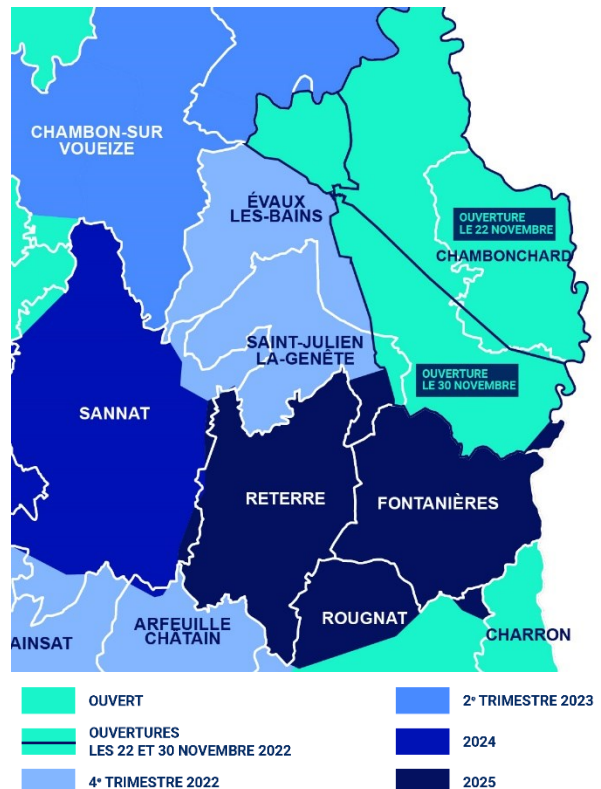 CHAMBON-SUR
VOUEIZE
ÉVAUX
LES-BAINS
OUVERTURE
LE 22 NOVEMBRE
CHAMBONCHARD
SAINT-JULIEN
LA-GENÊTE
OUVERTURE
LE 30 NOVEMBRE
SANNAT
RETERRE
FONTANIÈRES
ROUGNAT
ARFEUILLE
CHÂTAIN
CHARRON
AINSAT
OUVERT
OUVERTURES
LES 22 ET 30 NOVEMBRE 2022
4e TRIMESTRE 2022
2e TRIMESTRE 2023
2024
2025